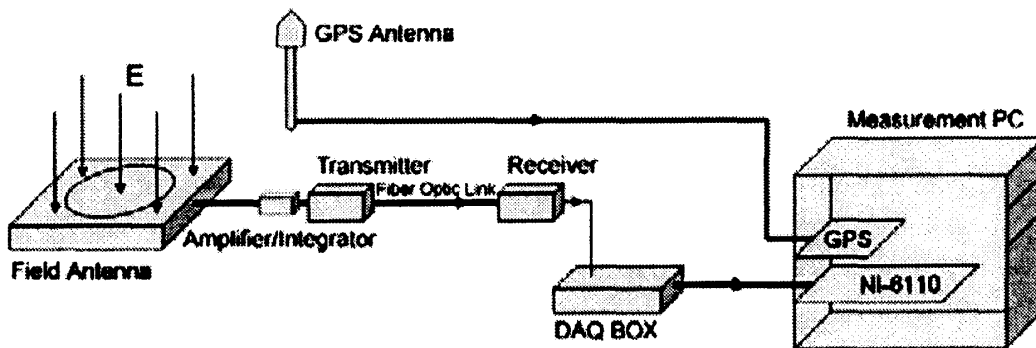 GPS Antenna
E
Measurement PC
Transmitter
Receiver
Fiber Optic Link
GPS
Amplifier/Integrator
Field Antenna
NI-6110
DAQ BOX